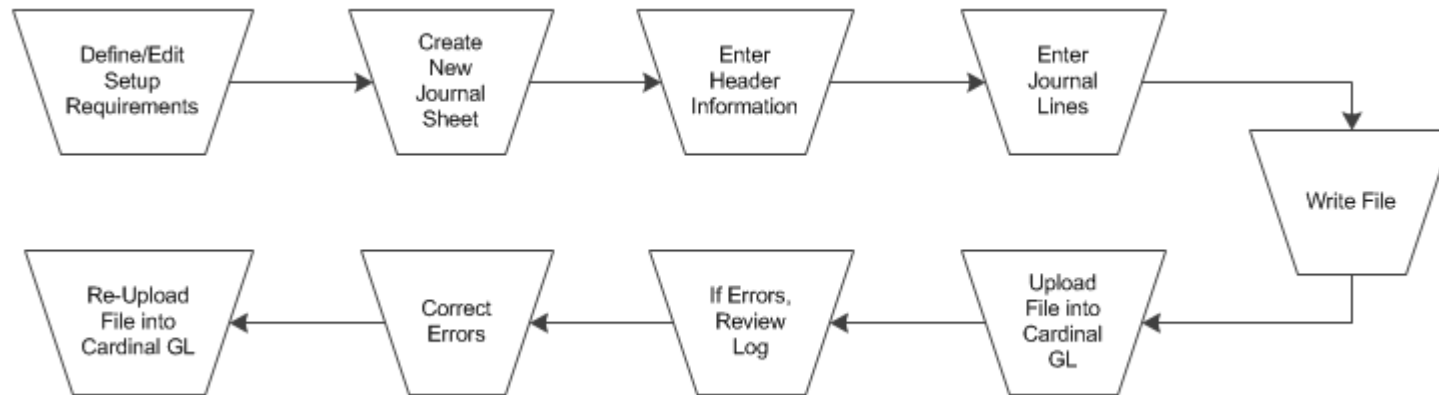 Define/Edit
Setup
Requirements
Create
New
Journal
Sheet
Enter
Header
Information
Enter
Journal
Lines
Write File
Upload
File into
Cardinal
GL
If Errors,
Review
Log
Correct
Errors
Re-Upload
File into
Cardinal GL